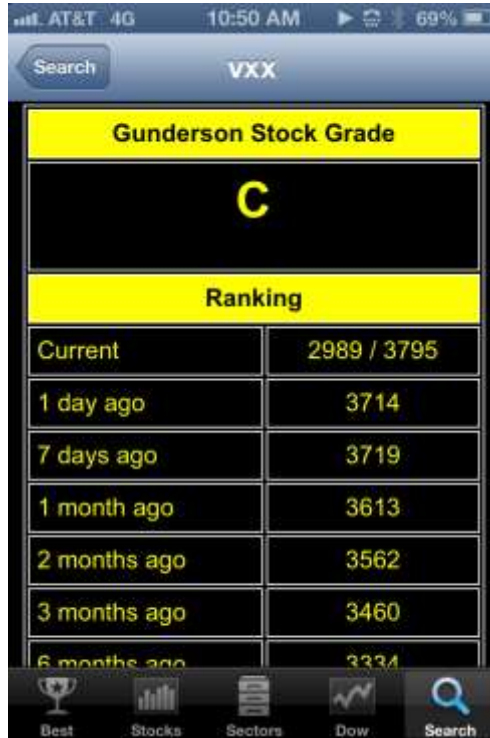 AT&T 4G 10:50 AM 69%
Search vxx
Gunderson Stock Grade
C
Ranking
Current 2989 / 3795
1 day ago 3714
7 days ago 3719
1 month ago 3613
2 months ago 3562
3 months ago 3460
6 months ago 3334
Best Stocks Sectors Dow Search